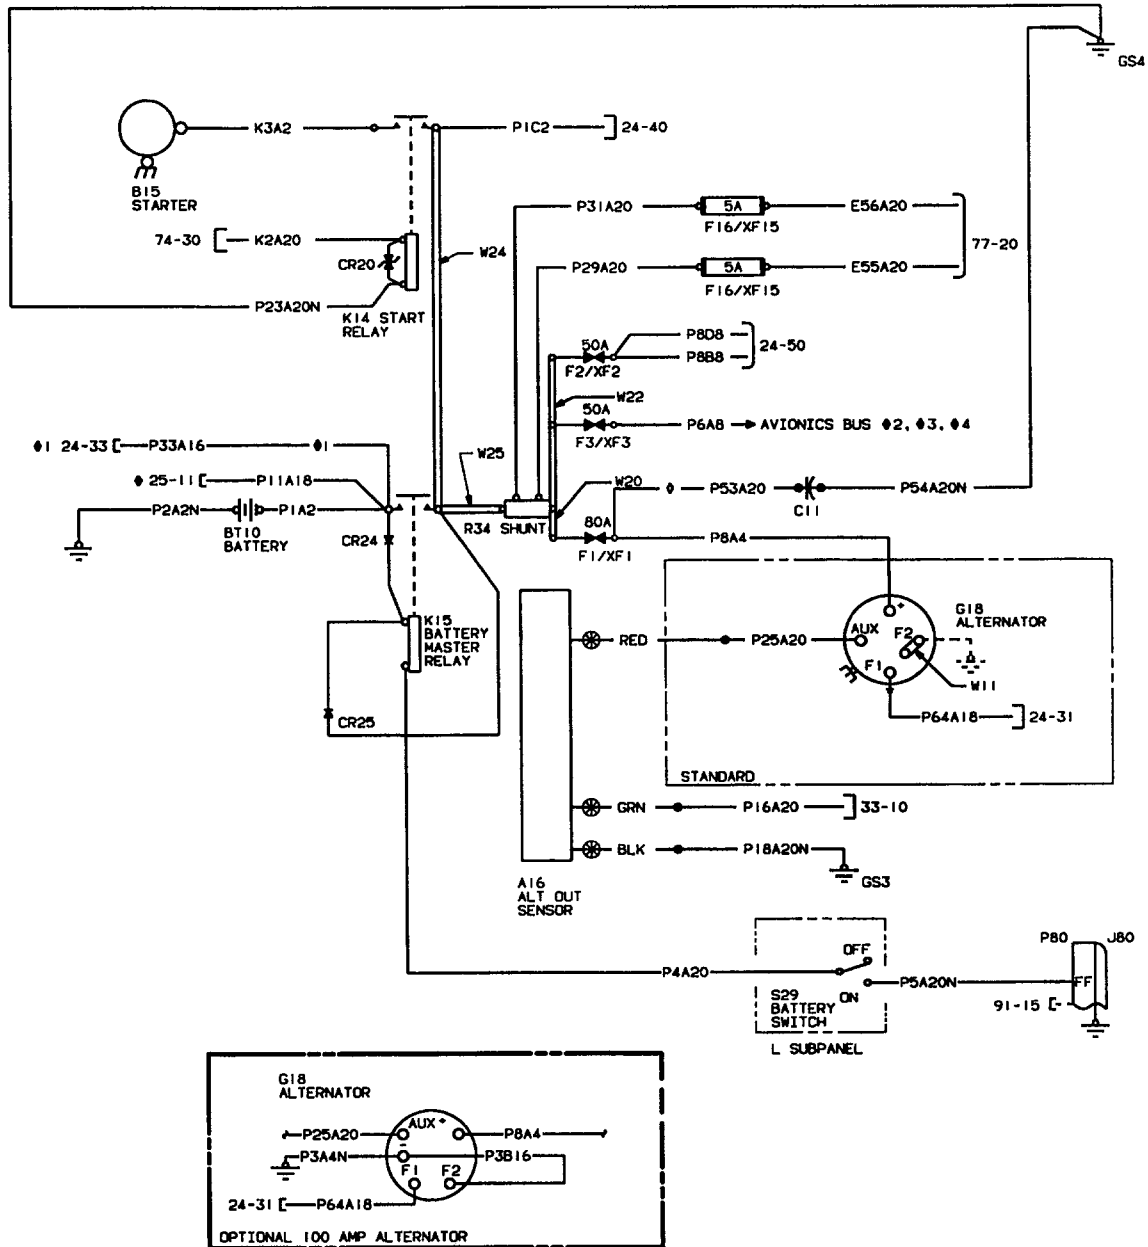 GS4
K3A2
P1C2
24-40
B15
STARTER
P31A20
5A
E56A20
F16/XF15
74-30
K2A20
W24
77-20
CR20
P29A20
5A
E55A20
F16/XF15
P23A20N
K14 START
RELAY
50A
P8D8
P8B8
24-50
F2/XF2
W22
50A
P6A8
AVIONICS BUS ♦2, ♦3, ♦4
F3/XF3
♦1 24-33
P33A16
♦1
W25
♦ 25-11
P11A18
W20
P53A20
P54A20N
C11
P2A2N
P1A2
BT10
BATTERY
R34 SHUNT
80A
F1/XF1
P8A4
CR24
K15
BATTERY
MASTER
RELAY
G18
ALTERNATOR
+
AUX
F2
F1
W11
RED
P25A20
P64A18
24-31
CR25
STANDARD
GRN
P16A20
33-10
BLK
P18A20N
GS3
A16
ALT OUT
SENSOR
P4A20
OFF
ON
S29
BATTERY
SWITCH
L SUBPANEL
P5A20N
P80
J80
FF
91-15
G18
ALTERNATOR
P25A20
AUX +
P8A4
P3A4N
-
P3B16
F1
F2
24-31
P64A18
OPTIONAL 100 AMP ALTERNATOR